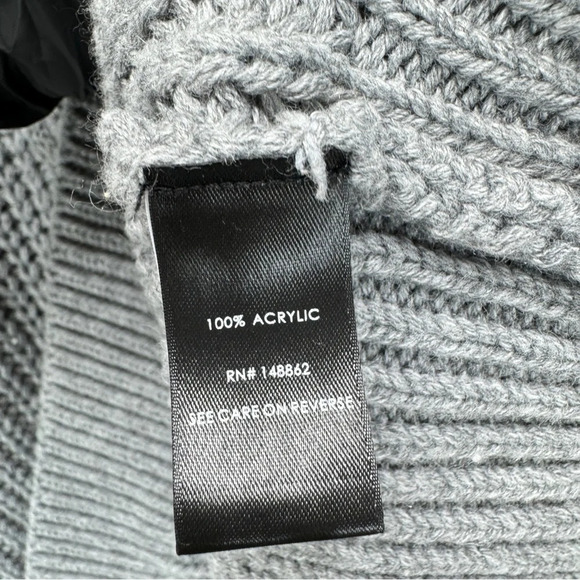 100% ACRYLIC
RN# 148862
SEE CARE ON REVERSE